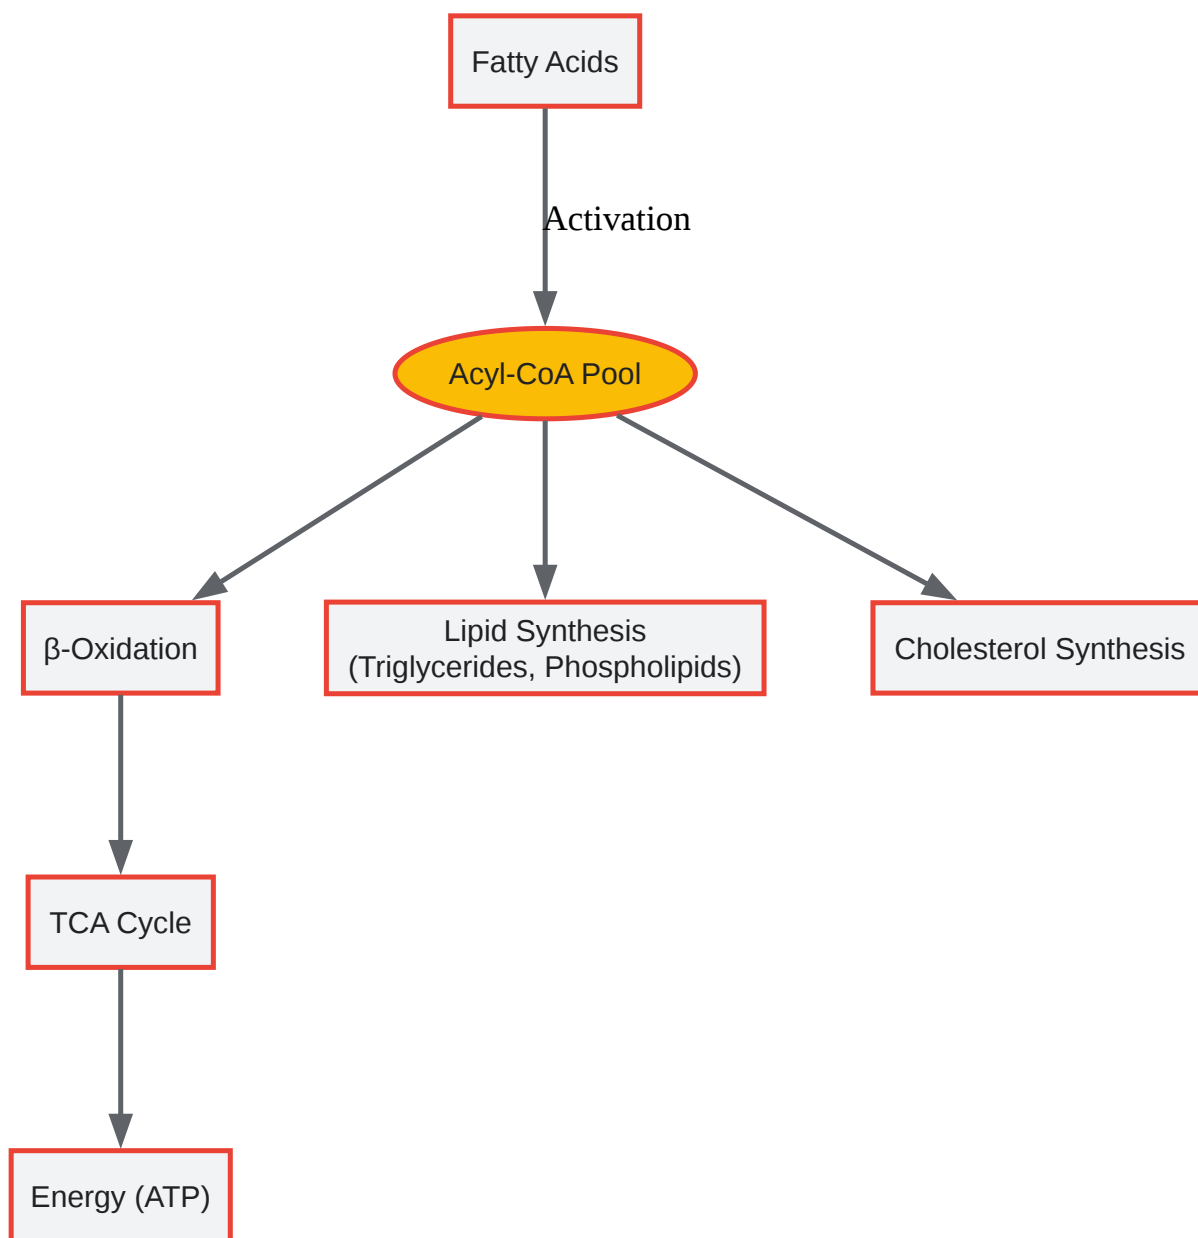 Fatty Acids
Activation
Acyl-CoA Pool
β-Oxidation
Lipid Synthesis
(Triglycerides, Phospholipids)
Cholesterol Synthesis
TCA Cycle
Energy (ATP)